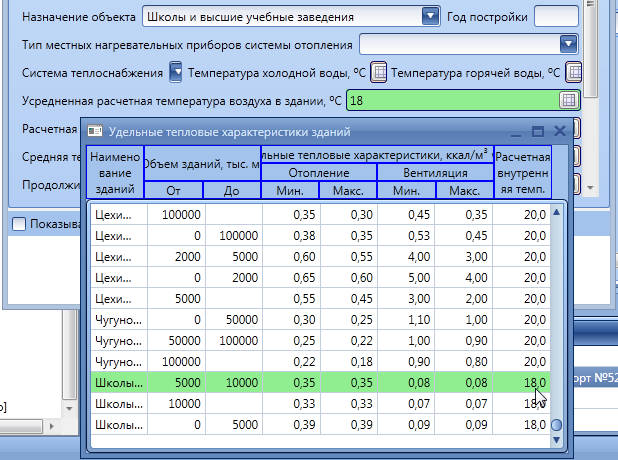 Назначение объекта Школы и высшие учебные заведения Год постройки
Тип местных нагревательных приборов системы отопления
Система теплоснабжения Температура холодной воды, ºC Температура горячей воды, ºC
Усредненная расчетная температура воздуха в здании, ºC 18
Расчетная
Средняя те
Продолжи
Показыва
Удельные тепловые характеристики зданий
Наимено вание зданий Объем зданий, тыс. м льные тепловые характеристики, ккал/м³ Расчетная внутренн яя темп.
Отопление Вентиляция
От До Мин. Макс. Мин. Макс.
Цехи... 100000 0,35 0,30 0,45 0,35 20,0
Цехи... 0 100000 0,38 0,35 0,53 0,45 20,0
Цехи... 2000 5000 0,60 0,55 4,00 3,00 20,0
Цехи... 0 2000 0,65 0,60 5,00 4,00 20,0
Цехи... 5000 0,55 0,45 3,00 2,00 20,0
Чугуно... 0 50000 0,30 0,25 1,10 1,00 20,0
Чугуно... 50000 100000 0,25 0,22 1,00 0,90 20,0
Чугуно... 100000 0,22 0,18 0,90 0,80 20,0
Школы... 5000 10000 0,35 0,35 0,08 0,08 18,0
Школы... 10000 0,33 0,33 0,07 0,07 18,0
Школы... 0 5000 0,39 0,39 0,09 0,09 18,0
орт №52
о]